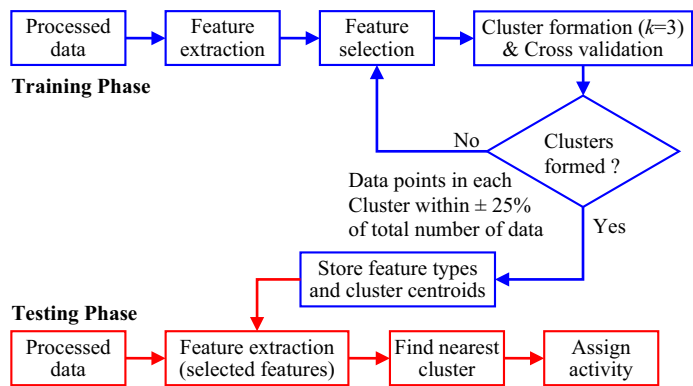 Processed
data
Feature
extraction
Feature
selection
Cluster formation (k=3)
& Cross validation
Training Phase
Clusters
formed ?
No
Data points in each
Cluster within ± 25%
of total number of data
Yes
Store feature types
and cluster centroids
Testing Phase
Processed
data
Feature extraction
(selected features)
Find nearest
cluster
Assign
activity